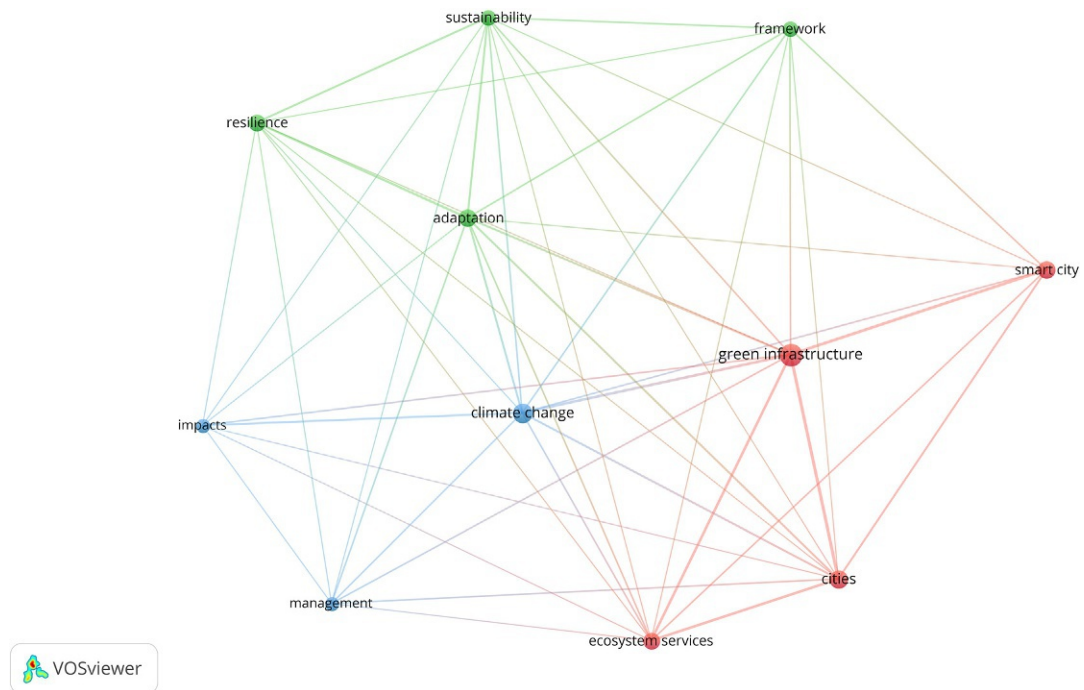 sustainability
framework
resilience
adaptation
smart city
green infrastructure
climate change
impacts
cities
management
ecosystem services
VOSviewer